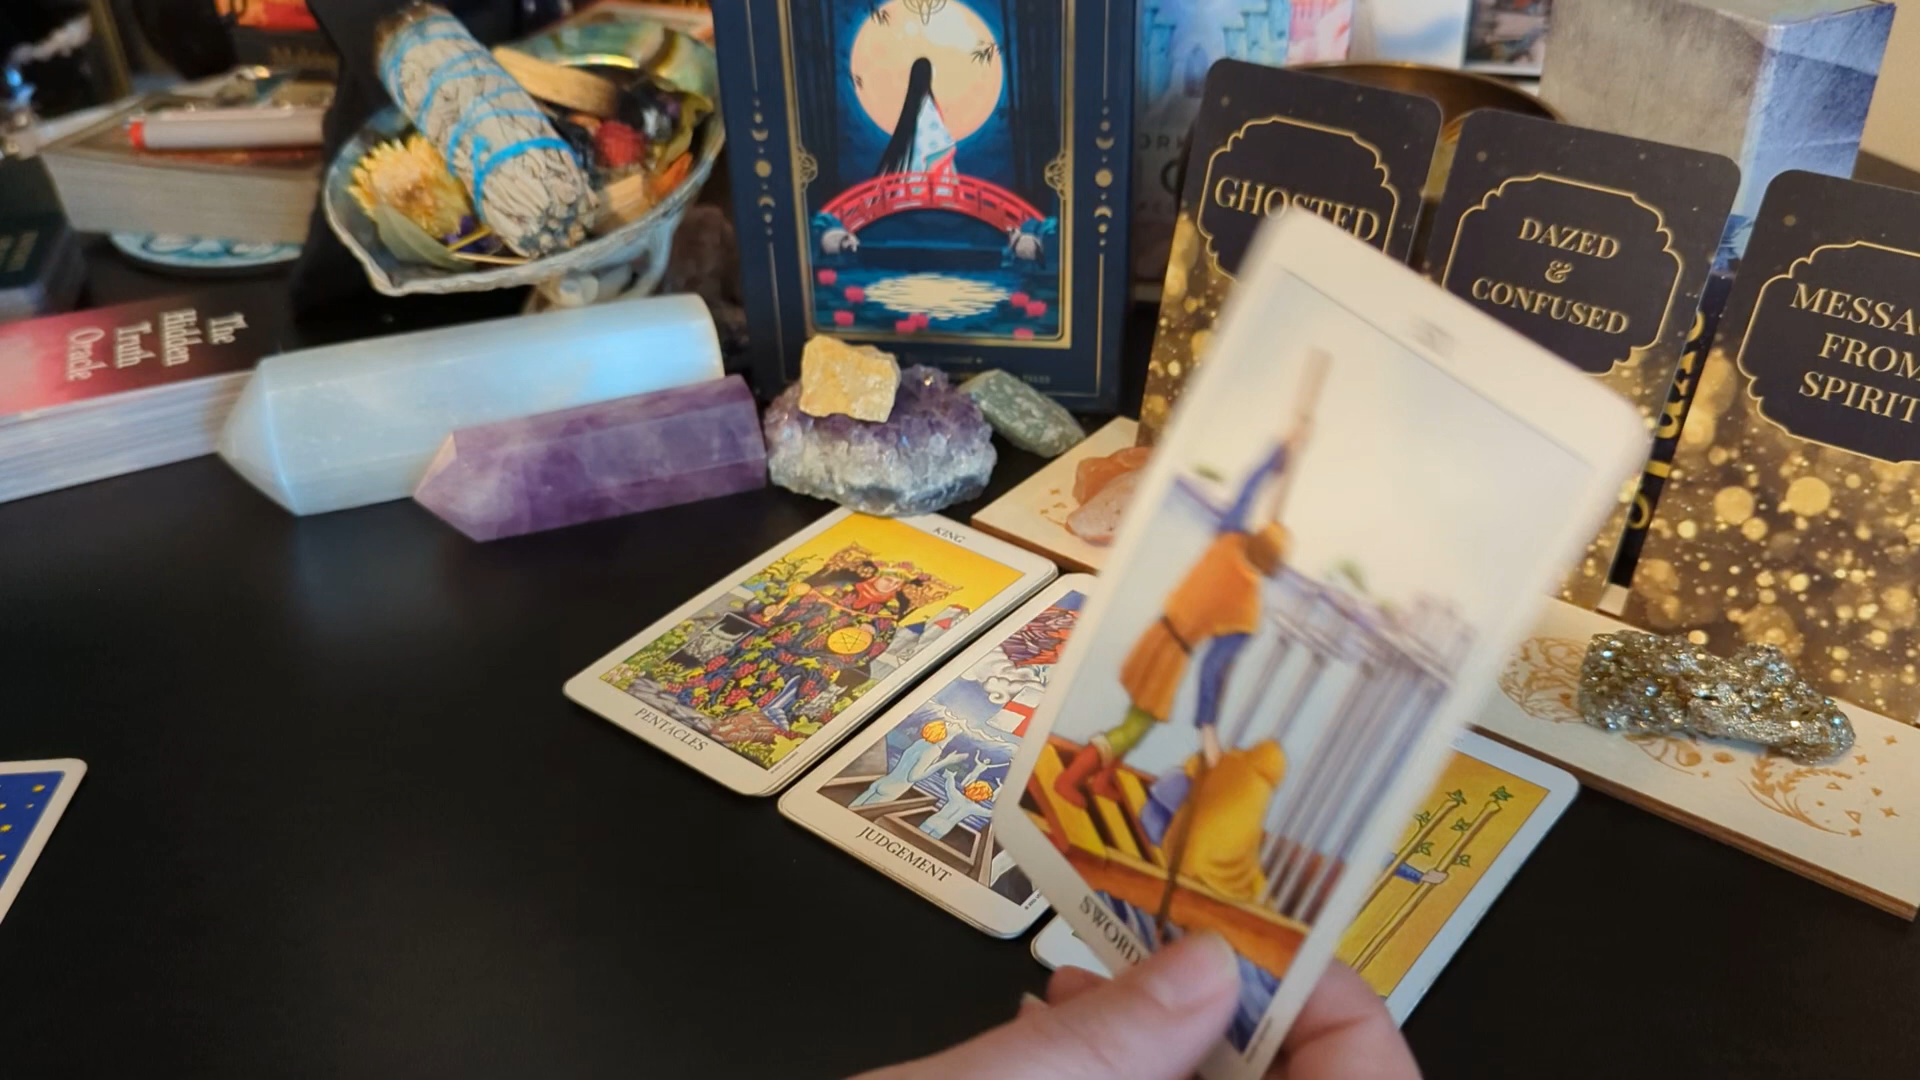 The
Hidden
Truth
Oracle
GHOSTED
DAZED
&
CONFUSED
MESSA
FROM
SPIRIT
KING
PENTACLES
JUDGEMENT
SWORD